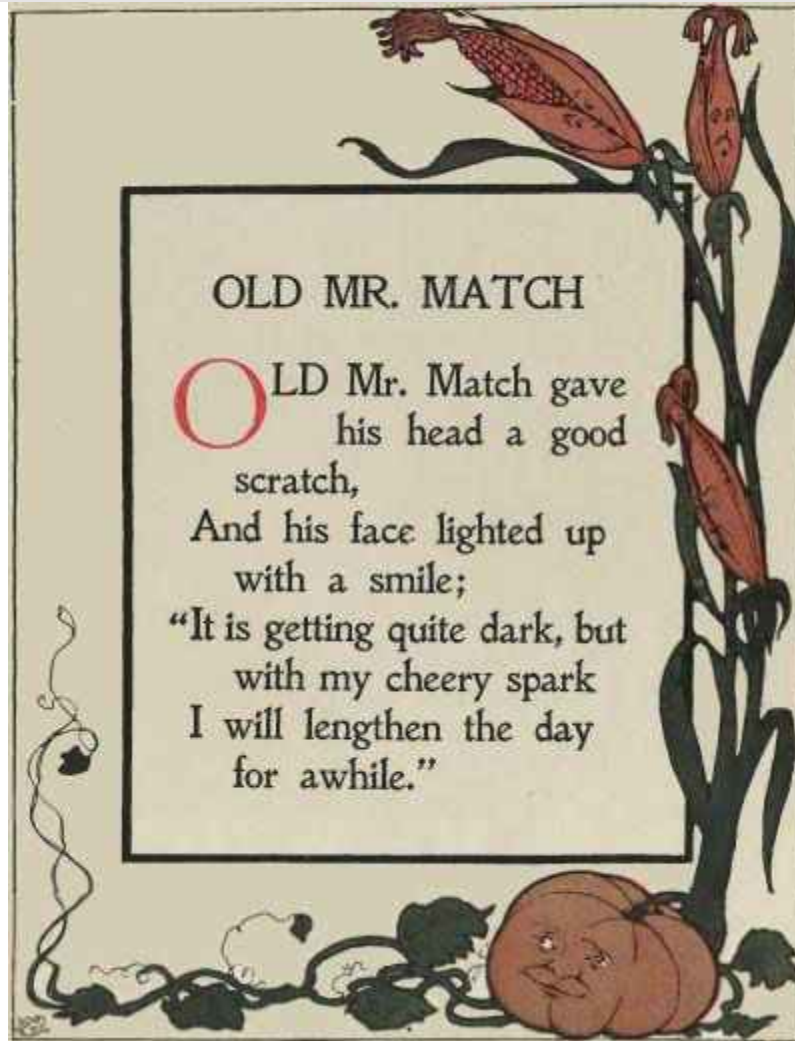 OLD MR. MATCH
OLD Mr. Match gave
his head a good
scratch,
And his face lighted up
with a smile;
“It is getting quite dark, but
with my cheery spark
I will lengthen the day
for awhile.”